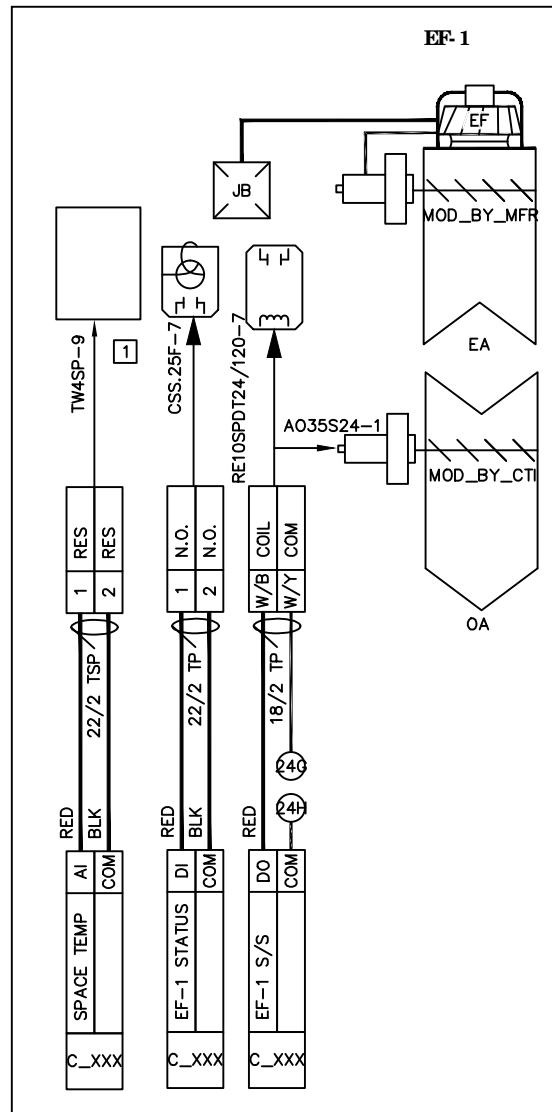 EF-1
EF
JB
MOD_BY_MFR
EA
1
TW4SP-9
CSS.25F-7
RE10SPDT24/120-7
AO35S24-1
MOD_BY_CTI
OA
1 RES
2 RES
1 N.O.
2 N.O.
W/B COIL
W/Y COM
22/2 TSP
22/2 TP
18/2 TP
24G
24H
RED
BLK
RED
BLK
RED
SPACE TEMP AI
COM
EF-1 STATUS DI
COM
EF-1 S/S DO
COM
C_XXX
C_XXX
C_XXX